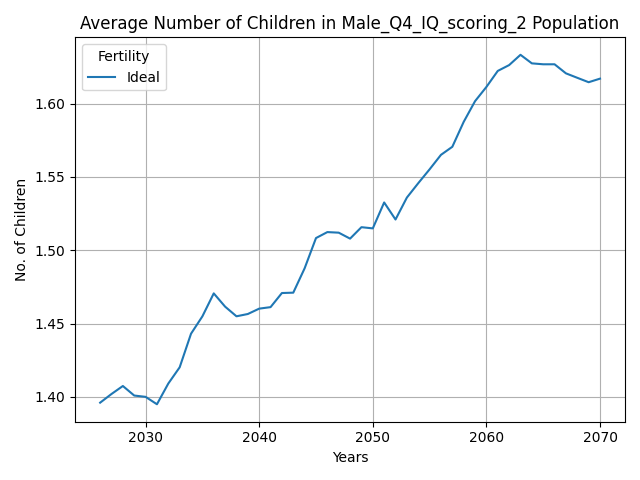 Average Number of Children in Male_Q4_IQ_scoring_2 Population
Fertility
Ideal
No. of Children
1.60
1.55
1.50
1.45
1.40
2030 2040 2050 2060 2070
Years